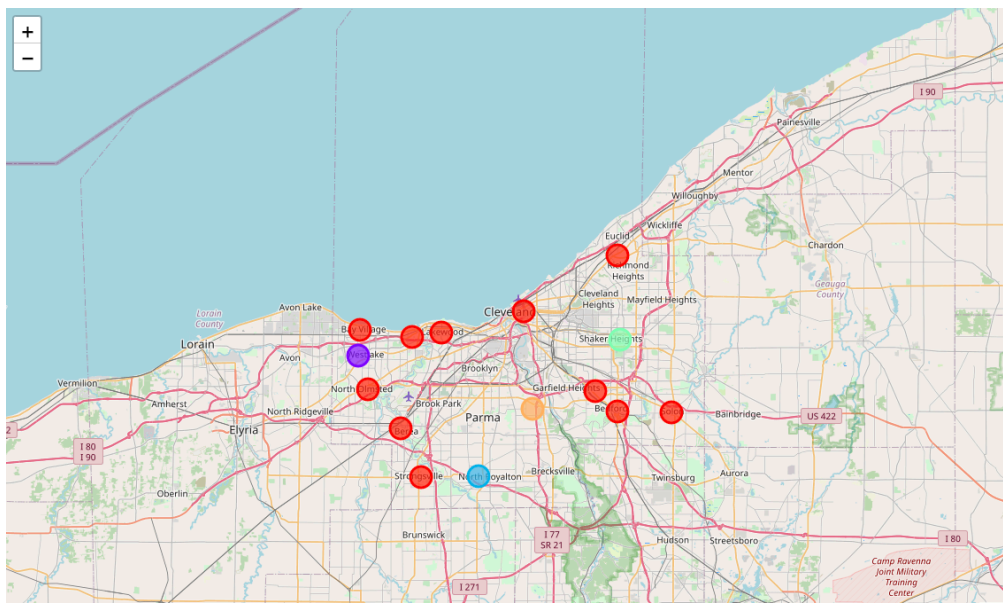 +
−
I 90
Painesville
Mentor
Willoughby
Wickliffe
Euclid
Chardon
Richmond
Heights
Geauga
County
Cleveland
Heights
Mayfield Heights
Avon Lake
Lorain
County
Cleveland
Bay Village
Lakewood
Shaker Heights
Lorain
Avon
Westlake
Brooklyn
Vermilion
North Olmsted
Garfield Heights
Amherst
Brook Park
North Ridgeville
Parma
Bedford
Solon
Bainbridge
US 422
2
Elyria
Berea
I 80
I 90
Strongsville
North Royalton
Brecksville
Twinsburg
Aurora
Oberlin
Brunswick
I 77
SR 21
Hudson
Streetsboro
I 80
Camp Ravenna
Joint Military
Training
Center
I 271